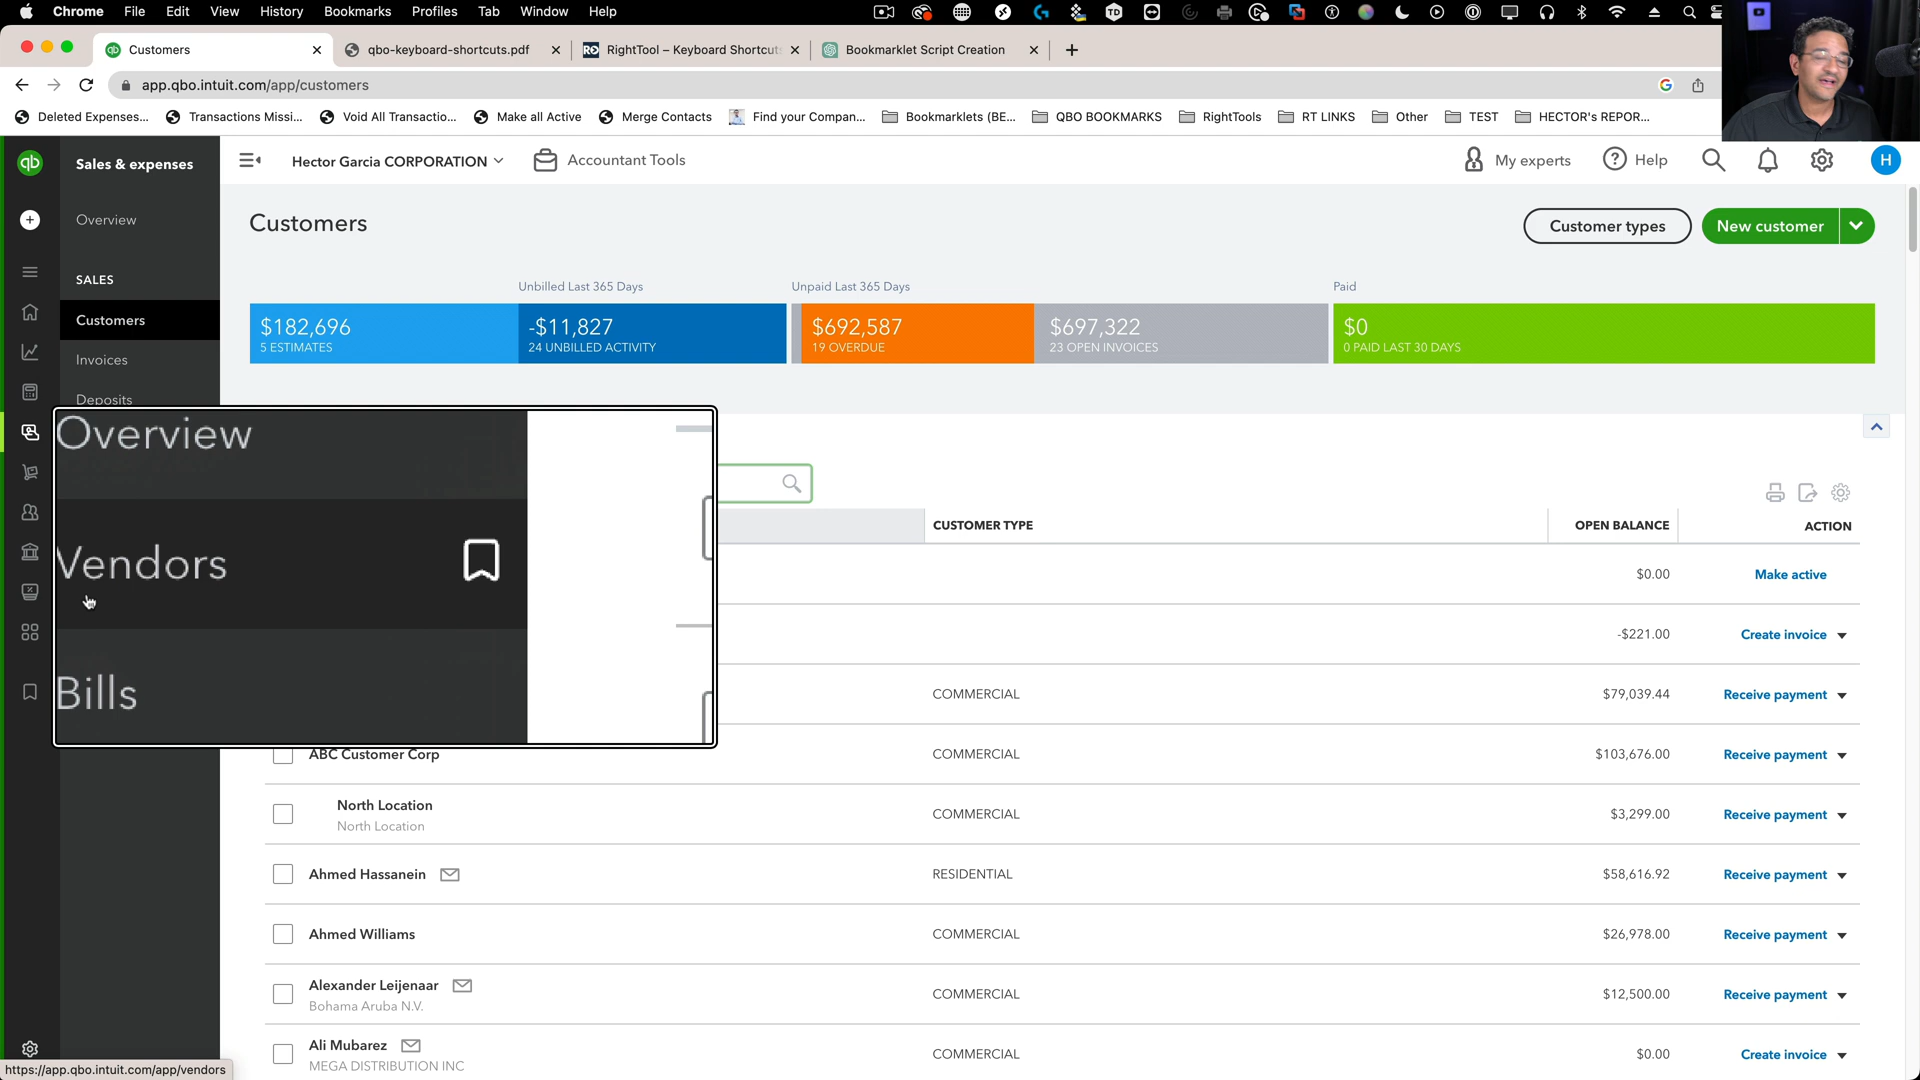 Chrome File Edit View History Bookmarks Profiles Tab Window Help
Customers
qbo-keyboard-shortcuts.pdf
RightTool – Keyboard Shortcuts
Bookmarklet Script Creation
app.qbo.intuit.com/app/customers
Deleted Expenses...
Transactions Missi...
Void All Transactio...
Make all Active
Merge Contacts
Find your Compan...
Bookmarklets (BE...
QBO BOOKMARKS
RightTools
RT LINKS
Other
TEST
HECTOR's REPOR...
qb
Sales & expenses
Hector Garcia CORPORATION
Accountant Tools
My experts
Help
H
Overview
SALES
Customers
Invoices
Deposits
Customers
Customer types
New customer
Unbilled Last 365 Days
Unpaid Last 365 Days
Paid
$182,696
5 ESTIMATES
-$11,827
24 UNBILLED ACTIVITY
$692,587
19 OVERDUE
$697,322
23 OPEN INVOICES
$0
0 PAID LAST 30 DAYS
Overview
Vendors
Bills
CUSTOMER TYPE OPEN BALANCE ACTION
$0.00 Make active
-$221.00 Create invoice
COMMERCIAL $79,039.44 Receive payment
ABC Customer Corp COMMERCIAL $103,676.00 Receive payment
North Location COMMERCIAL $3,299.00 Receive payment
North Location
Ahmed Hassanein RESIDENTIAL $58,616.92 Receive payment
Ahmed Williams COMMERCIAL $26,978.00 Receive payment
Alexander Leijenaar COMMERCIAL $12,500.00 Receive payment
Bohama Aruba N.V.
Ali Mubarez COMMERCIAL $0.00 Create invoice
MEGA DISTRIBUTION INC
https://app.qbo.intuit.com/app/vendors